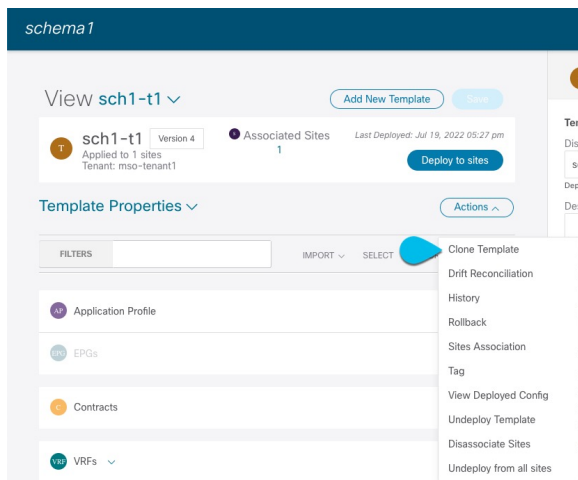 schema1
View sch1-t1
Add New Template
Save
T
sch1-t1 Version 4
Applied to 1 sites
Tenant: mso-tenant1
Associated Sites
1
Last Deployed: Jul 19, 2022 05:27 pm
Deploy to sites
Template Properties
Actions
FILTERS
IMPORT
SELECT
Clone Template
Drift Reconciliation
History
Rollback
Sites Association
Tag
View Deployed Config
Undeploy Template
Disassociate Sites
Undeploy from all sites
AP Application Profile
EPG EPGs
C Contracts
VRF VRFs
Dis
Dep
Des